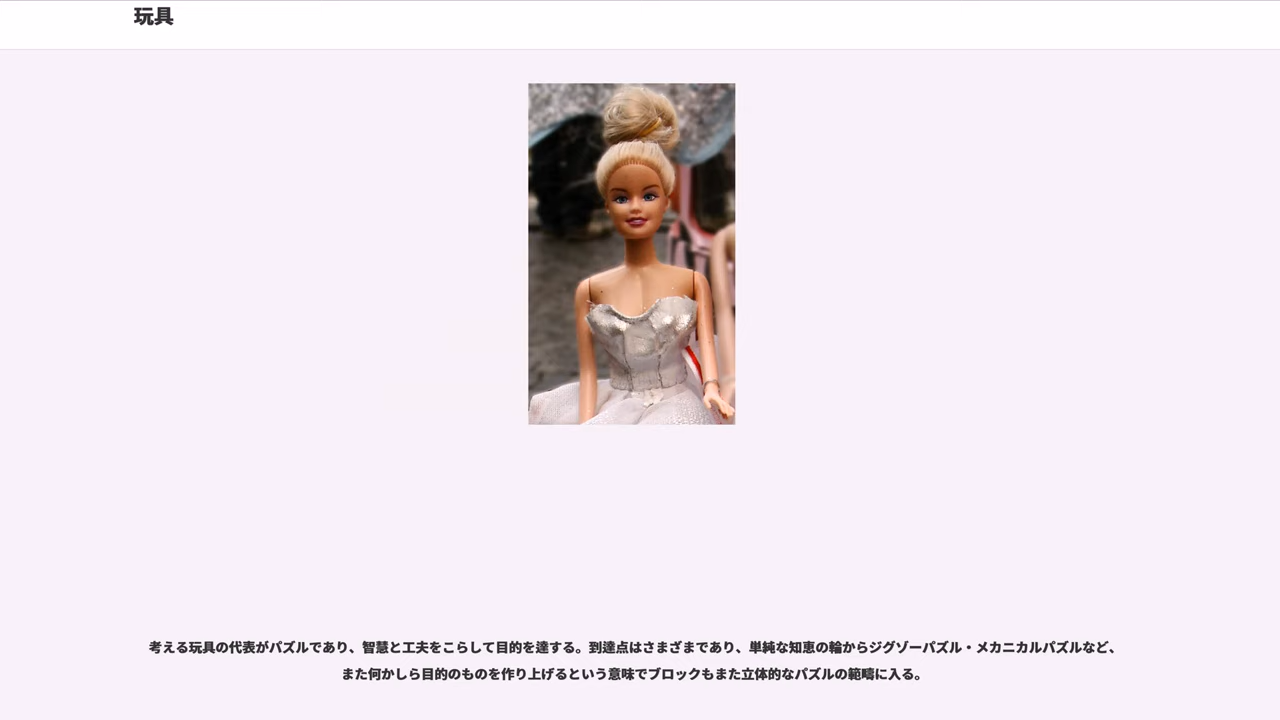 玩具
考える玩具の代表がパズルであり、智慧と工夫をこらして目的を達する。到達点はさまざまであり、単純な知恵の輪からジグゾーパズル・メカニカルパズルなど、
また何かしら目的のものを作り上げるという意味でブロックもまた立体的なパズルの範疇に入る。